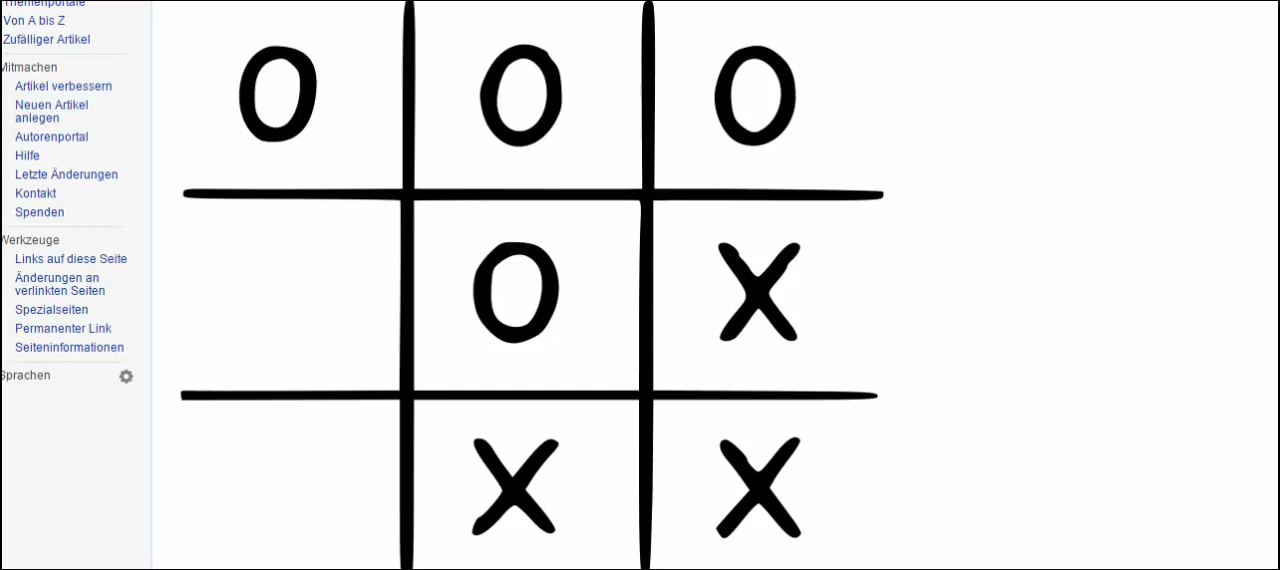 Themenportale
Von A bis Z
Zufälliger Artikel
Mitmachen
Artikel verbessern
Neuen Artikel
anlegen
Autorenportal
Hilfe
Letzte Änderungen
Kontakt
Spenden
Werkzeuge
Links auf diese Seite
Änderungen an
verlinkten Seiten
Spezialseiten
Permanenter Link
Seiteninformationen
Sprachen
O O O
O X
X X